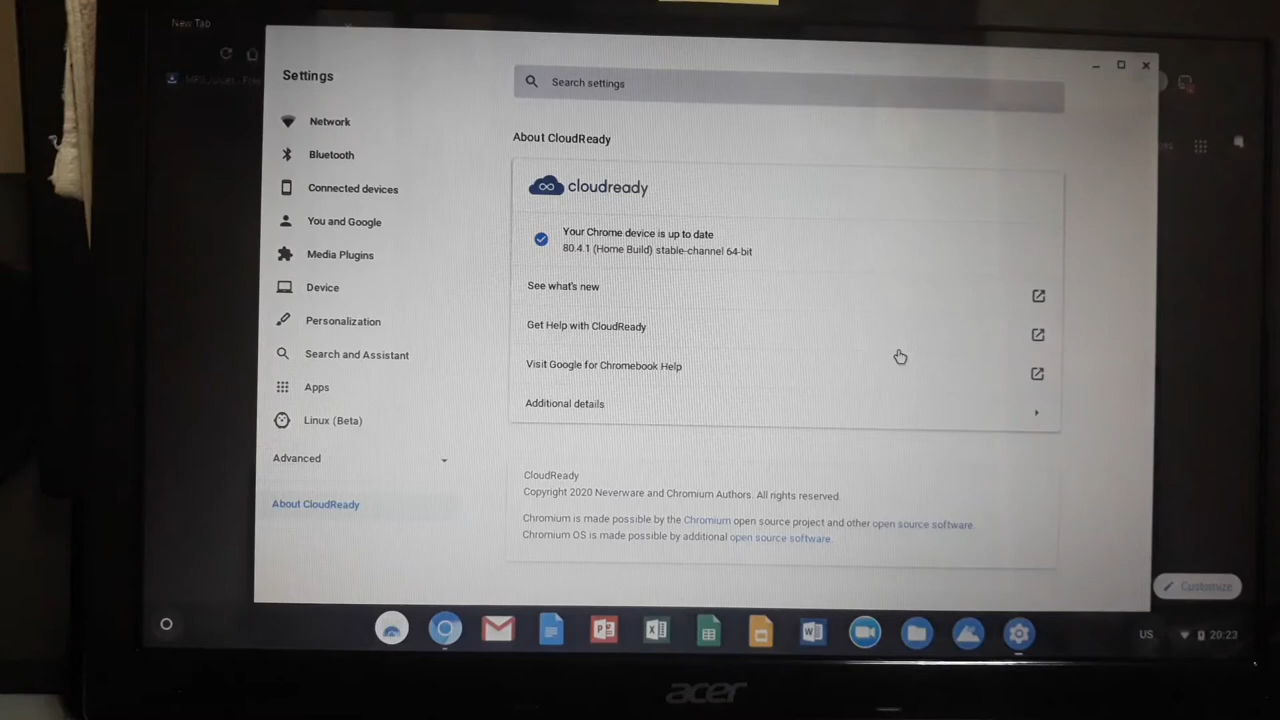 New Tab
Settings
Search settings
Network
Bluetooth
Connected devices
You and Google
Media Plugins
Device
Personalization
Search and Assistant
Apps
Linux (Beta)
Advanced
About CloudReady
About CloudReady
cloudready
Your Chrome device is up to date
80.4.1 (Home Build) stable-channel 64-bit
See what's new
Get Help with CloudReady
Visit Google for Chromebook Help
Additional details
CloudReady
Copyright 2020 Neverware and Chromium Authors. All rights reserved.
Chromium is made possible by the Chromium open source project and other open source software.
Chromium OS is made possible by additional open source software.
Customize
US
20:23
acer